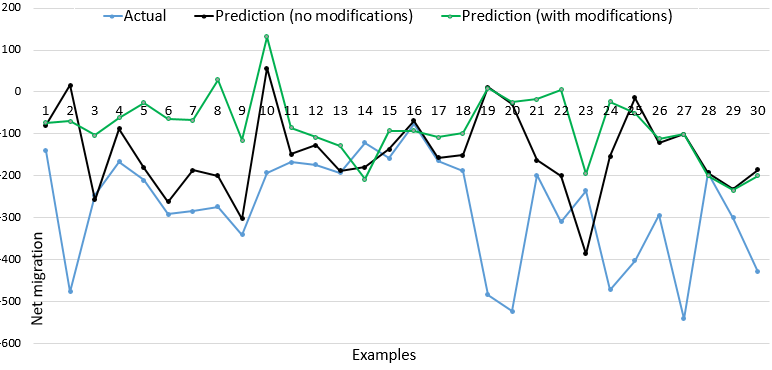 200
Actual Prediction (no modifications) Prediction (with modifications)
100
0
1 2 3 4 5 6 7 8 9 10 11 12 13 14 15 16 17 18 19 20 21 22 23 24 25 26 27 28 29 30
-100
-200
-300
-400
-500
-600
Net migration
Examples